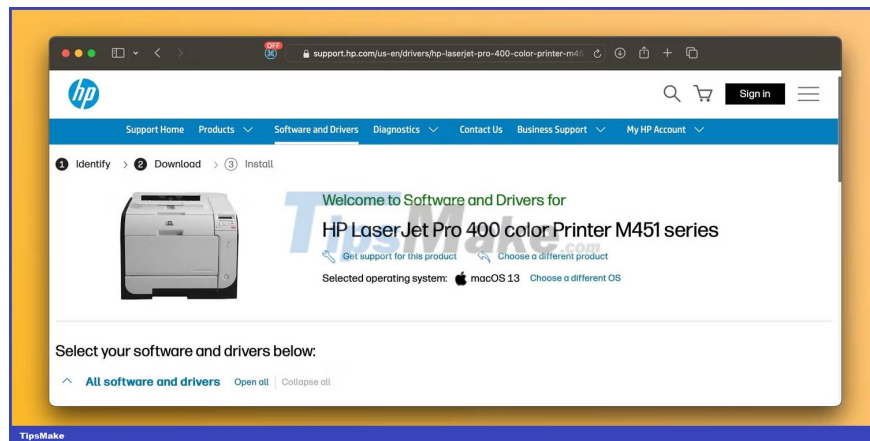 OFF
support.hp.com/us-en/drivers/hp-laserjet-pro-400-color-printer-m45
hp
Sign in
Support Home Products Software and Drivers Diagnostics Contact Us Business Support My HP Account
1 Identify > 2 Download > 3 Install
Welcome to Software and Drivers for
HP LaserJet Pro 400 color Printer M451 series
TipsMake.com
Get support for this product Choose a different product
Selected operating system: macOS 13 Choose a different OS
Select your software and drivers below:
All software and drivers Open all Collapse all
TipsMake